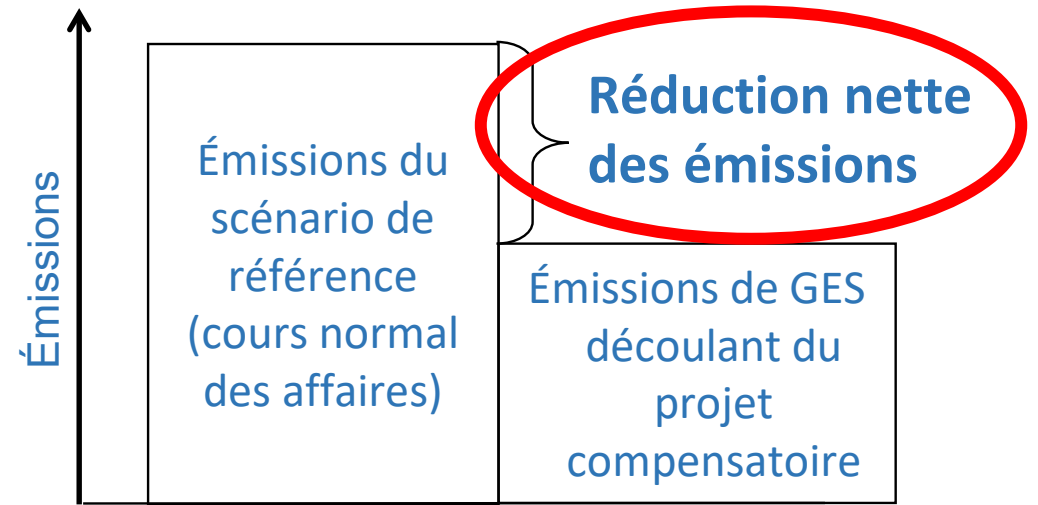 Émissions
Émissions du
scénario de
référence
(cours normal
des affaires)
Réduction nette
des émissions
Émissions de GES
découlant du
projet
compensatoire